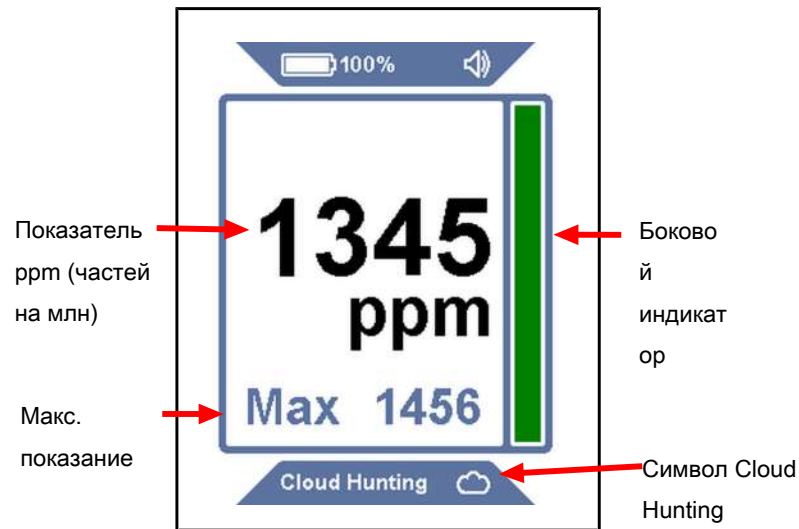 100%
Показатель
ppm (частей
на млн)
1345
ppm
Боково
й
индикат
ор
Макс.
показание
Max 1456
Cloud Hunting
Символ Cloud
Hunting